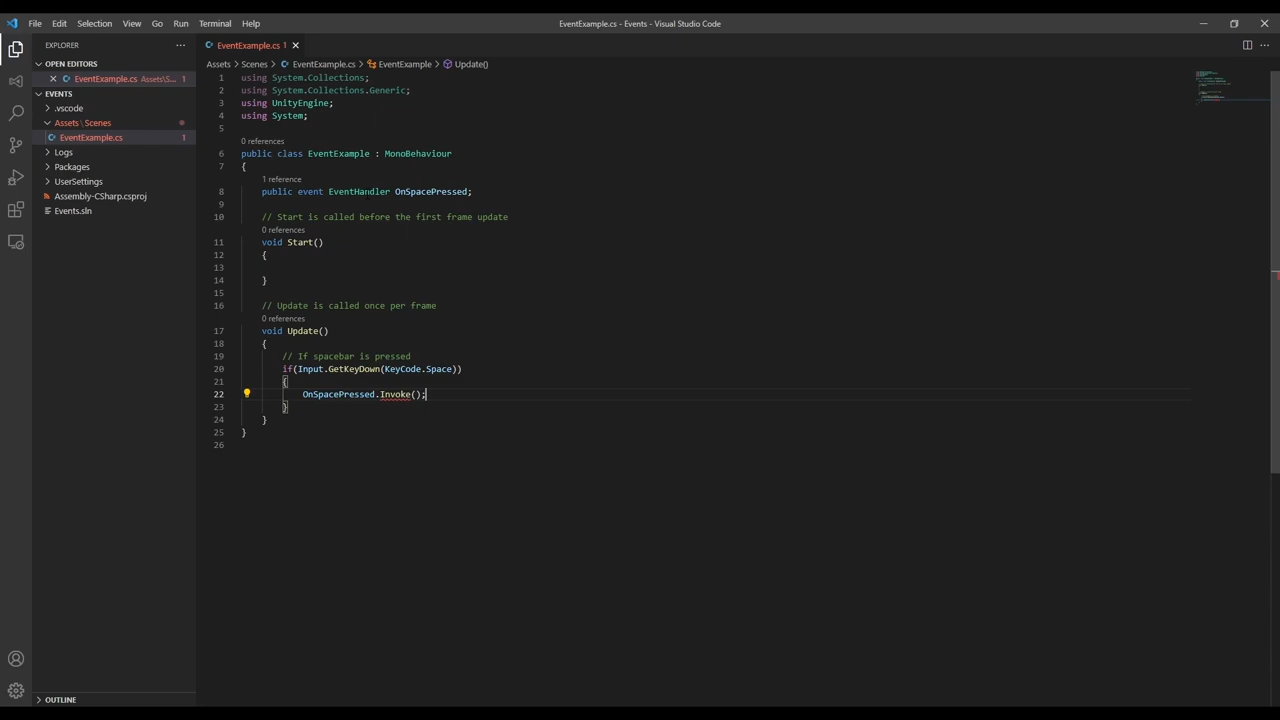 File Edit Selection View Go Run Terminal Help
EventExample.cs - Events - Visual Studio Code
EXPLORER
OPEN EDITORS
EventExample.cs Assets\S... 1
EVENTS
.vscode
Assets \ Scenes
EventExample.cs 1
Logs
Packages
UserSettings
Assembly-CSharp.csproj
Events.sln
OUTLINE
EventExample.cs 1
Assets > Scenes > EventExample.cs > EventExample > Update()
1 using System.Collections;
2 using System.Collections.Generic;
3 using UnityEngine;
4 using System;
5
0 references
6 public class EventExample : MonoBehaviour
7 {
1 reference
8 public event EventHandler OnSpacePressed;
9
10 // Start is called before the first frame update
0 references
11 void Start()
12 {
13
14 }
15
16 // Update is called once per frame
0 references
17 void Update()
18 {
19 // If spacebar is pressed
20 if(Input.GetKeyDown(KeyCode.Space))
21 {
22 OnSpacePressed.Invoke();
23 }
24 }
25 }
26